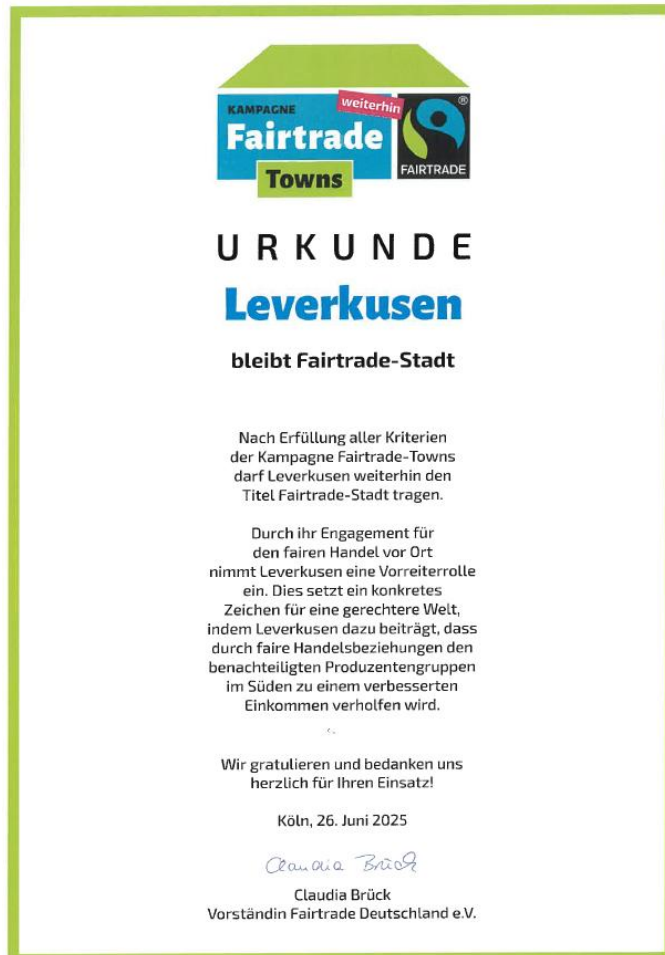 KAMPAGNE
weiterhin
Fairtrade
Towns
®
FAIRTRADE
URKUNDE
Leverkusen
bleibt Fairtrade-Stadt
Nach Erfüllung aller Kriterien
der Kampagne Fairtrade-Towns
darf Leverkusen weiterhin den
Titel Fairtrade-Stadt tragen.
Durch ihr Engagement für
den fairen Handel vor Ort
nimmt Leverkusen eine Vorreiterrolle
ein. Dies setzt ein konkretes
Zeichen für eine gerechtere Welt,
indem Leverkusen dazu beiträgt, dass
durch faire Handelsbeziehungen den
benachteiligten Produzentengruppen
im Süden zu einem verbesserten
Einkommen verholfen wird.
Wir gratulieren und bedanken uns
herzlich für Ihren Einsatz!
Köln, 26. Juni 2025
Claudia Brück
Claudia Brück
Vorständin Fairtrade Deutschland e.V.